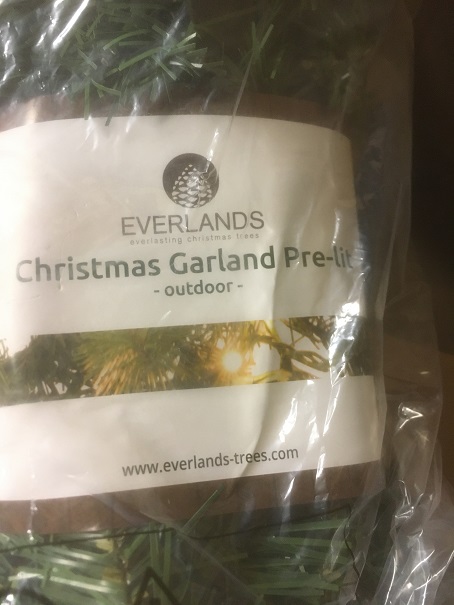 EVERLANDS
everlasting christmas trees
Christmas Garland Pre-lit
- outdoor -
www.everlands-trees.com